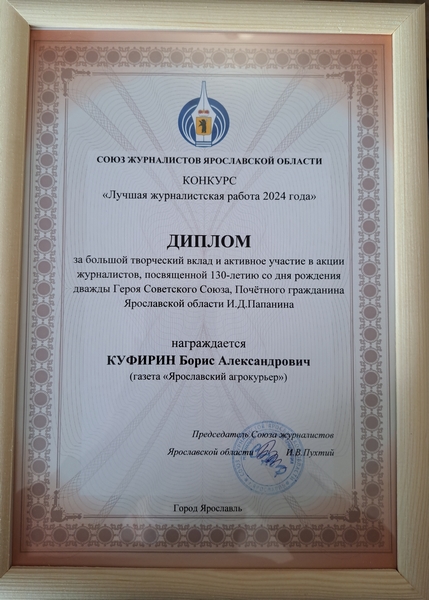 СОЮЗ ЖУРНАЛИСТОВ ЯРОСЛАВСКОЙ ОБЛАСТИ
КОНКУРС
«Лучшая журналистская работа 2024 года»
ДИПЛОМ
за большой творческий вклад и активное участие в акции
журналистов, посвященной 130-летию со дня рождения
дважды Героя Советского Союза, Почётного гражданина
Ярославской области И.Д.Папанина
награждается
КУФИРИН Борис Александрович
(газета «Ярославский агрокурьер»)
Председатель Союза журналистов
Ярославской области И.В.Пухтий
Город Ярославль